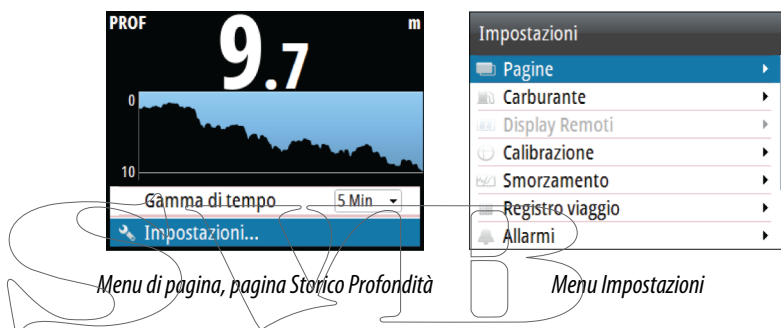 PROF m
9.7
0
10
Gamma di tempo 5 Min
Impostazioni...
Menu di pagina, pagina Storico Profondità
Impostazioni
Pagine
Carburante
Display Remoti
Calibrazione
Smorzamento
Registro viaggio
Allarmi
Menu Impostazioni
SVB